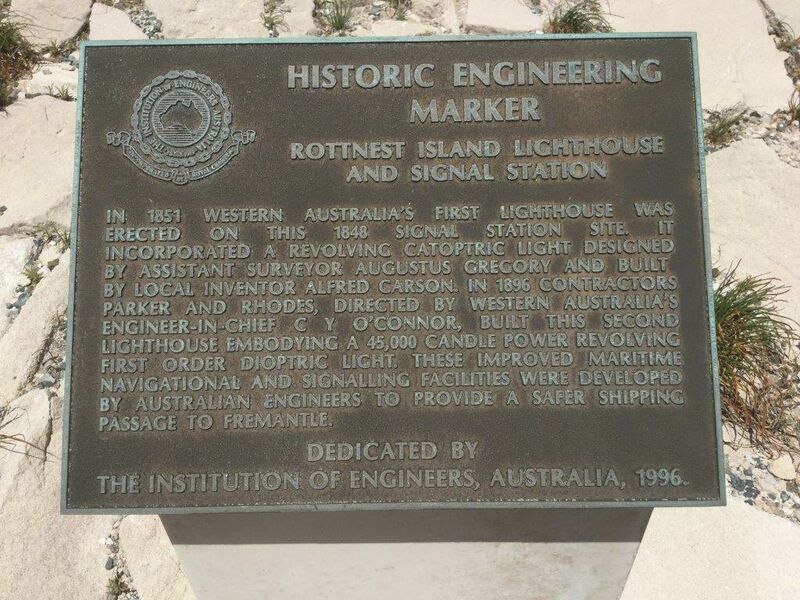 INSTITUTION OF ENGINEERS AUSTRALIA
HISTORIC ENGINEERING
MARKER
ROTTNEST ISLAND LIGHTHOUSE
AND SIGNAL STATION
IN 1851 WESTERN AUSTRALIA'S FIRST LIGHTHOUSE WAS
ERECTED ON THIS 1848 SIGNAL STATION SITE. IT
INCORPORATED A REVOLVING CATOPTRIC LIGHT DESIGNED
BY ASSISTANT SURVEYOR AUGUSTUS GREGORY AND BUILT
BY LOCAL INVENTOR ALFRED CARSON. IN 1896 CONTRACTORS
PARKER AND RHODES, DIRECTED BY WESTERN AUSTRALIA'S
ENGINEER-IN-CHIEF C Y O'CONNOR, BUILT THIS SECOND
LIGHTHOUSE EMBODYING A 45,000 CANDLE POWER REVOLVING
FIRST ORDER DIOPTRIC LIGHT. THESE IMPROVED MARITIME
NAVIGATIONAL AND SIGNALLING FACILITIES WERE DEVELOPED
BY AUSTRALIAN ENGINEERS TO PROVIDE A SAFER SHIPPING
PASSAGE TO FREMANTLE.
DEDICATED BY
THE INSTITUTION OF ENGINEERS, AUSTRALIA, 1996.